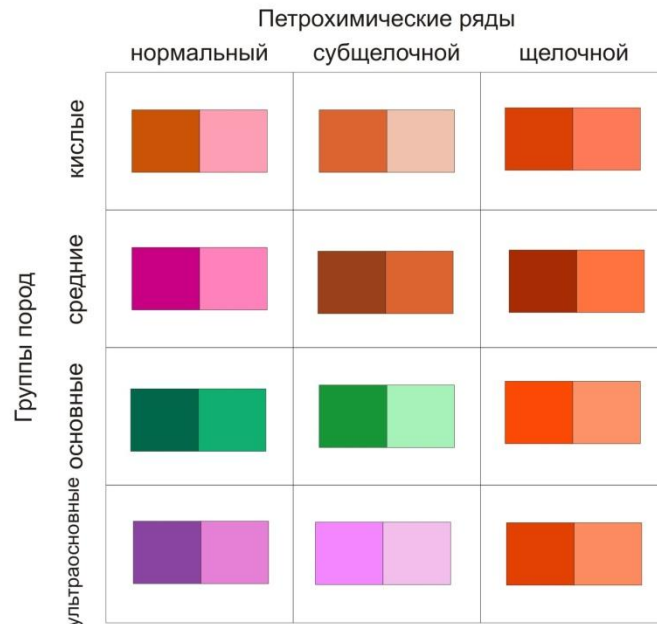 Петрохимические ряды
нормальный субщелочной щелочной
Группы пород
кислые
средние
основные
ультраосновные